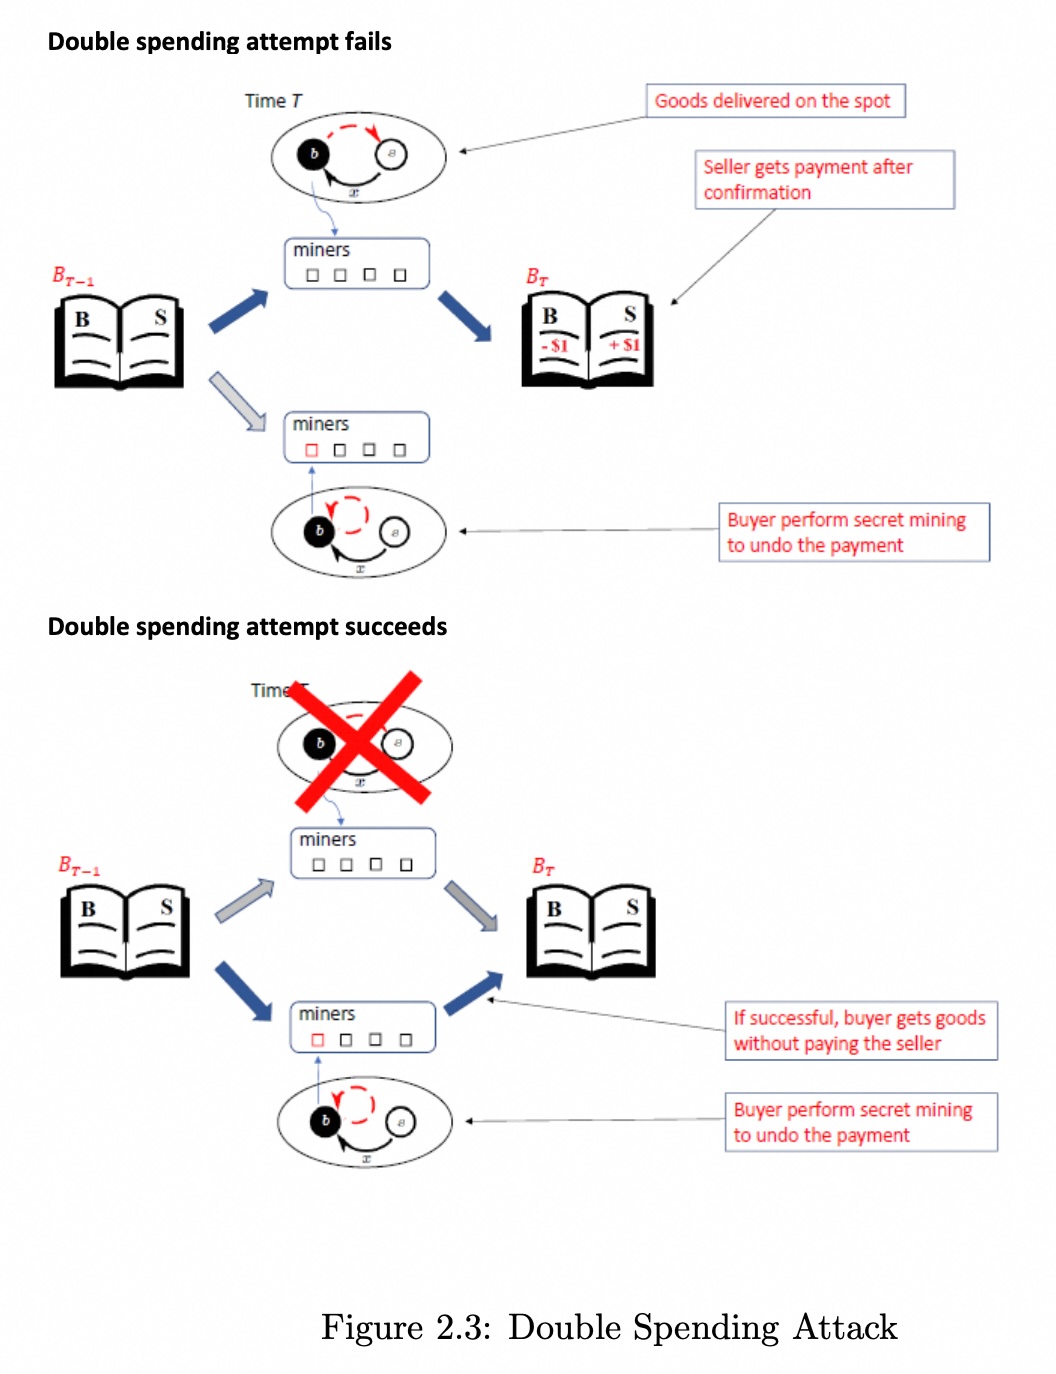 Double spending attempt fails
Time T
Goods delivered on the spot
b
s
x
Seller gets payment after
confirmation
miners
B_{T-1}
B S
B_T
B S
- $1 + $1
miners
b
s
x
Buyer perform secret mining
to undo the payment
Double spending attempt succeeds
Time T
b
s
x
miners
B_{T-1}
B S
B_T
B S
miners
If successful, buyer gets goods
without paying the seller
b
s
x
Buyer perform secret mining
to undo the payment
Figure 2.3: Double Spending Attack